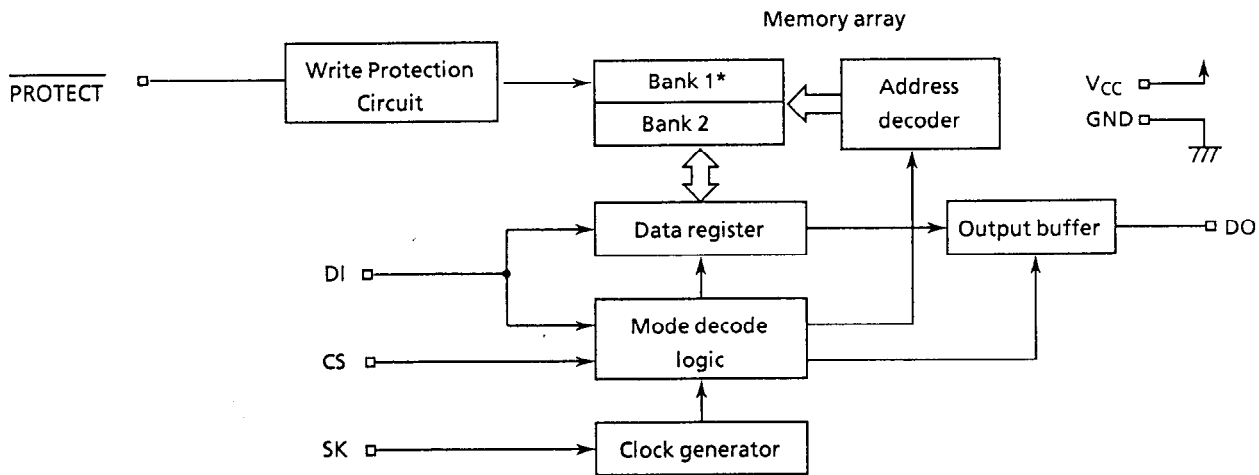 Memory array
PROTECT
Write Protection
Circuit
Bank 1*
Bank 2
Address
decoder
VCC
GND
Data register
Output buffer
DO
DI
Mode decode
logic
CS
SK
Clock generator